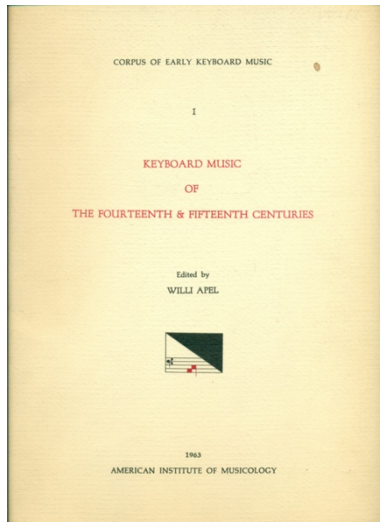 CORPUS OF EARLY KEYBOARD MUSIC
I
KEYBOARD MUSIC
OF
THE FOURTEENTH & FIFTEENTH CENTURIES
Edited by
WILLI APEL
1963
AMERICAN INSTITUTE OF MUSICOLOGY